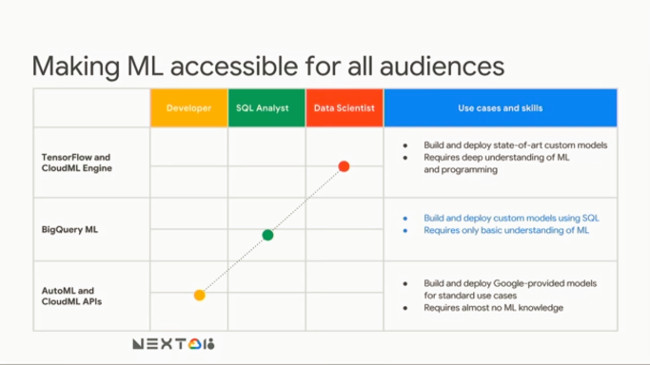 Making ML accessible for all audiences
Developer
SQL Analyst
Data Scientist
Use cases and skills
TensorFlow and
CloudML Engine
Build and deploy state-of-art custom models
Requires deep understanding of ML
and programming
BigQuery ML
Build and deploy custom models using SQL
Requires only basic understanding of ML
AutoML and
CloudML APIs
Build and deploy Google-provided models
for standard use cases
Requires almost no ML knowledge
NEXT18